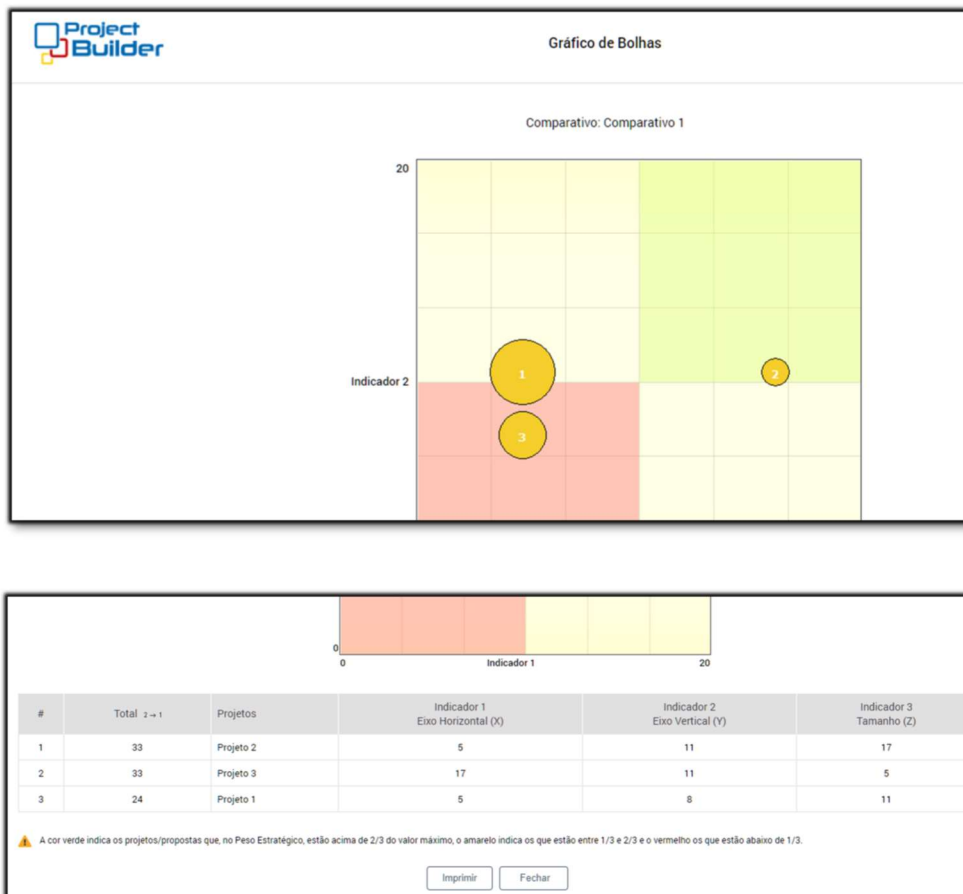 Project
Builder
Gráfico de Bolhas
Comparativo: Comparativo 1
20
1
2
Indicador 2
3
0
0 Indicador 1 20
# Total 2→1 Projetos Indicador 1 Indicador 2 Indicador 3
Eixo Horizontal (X) Eixo Vertical (Y) Tamanho (Z)
1 33 Projeto 2 5 11 17
2 33 Projeto 3 17 11 5
3 24 Projeto 1 5 8 11
A cor verde indica os projetos/propostas que, no Peso Estratégico, estão acima de 2/3 do valor máximo, o amarelo indica os que estão entre 1/3 e 2/3 e o vermelho os que estão abaixo de 1/3.
Imprimir Fechar